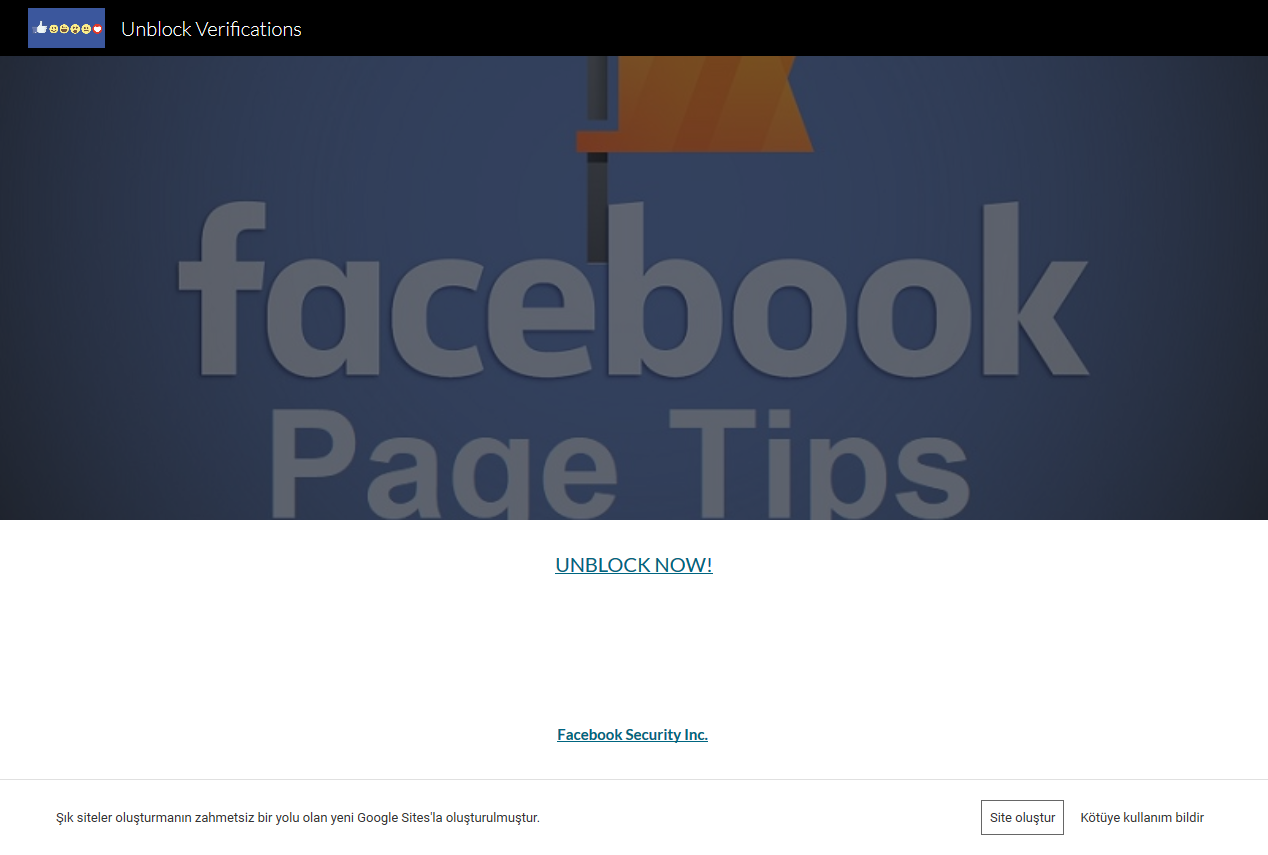 Unblock Verifications
facebook
Page Tips
UNBLOCK NOW!
Facebook Security Inc.
Şık siteler oluşturmanın zahmetsiz bir yolu olan yeni Google Sites'la oluşturulmuştur.
Site oluştur
Kötüye kullanım bildir